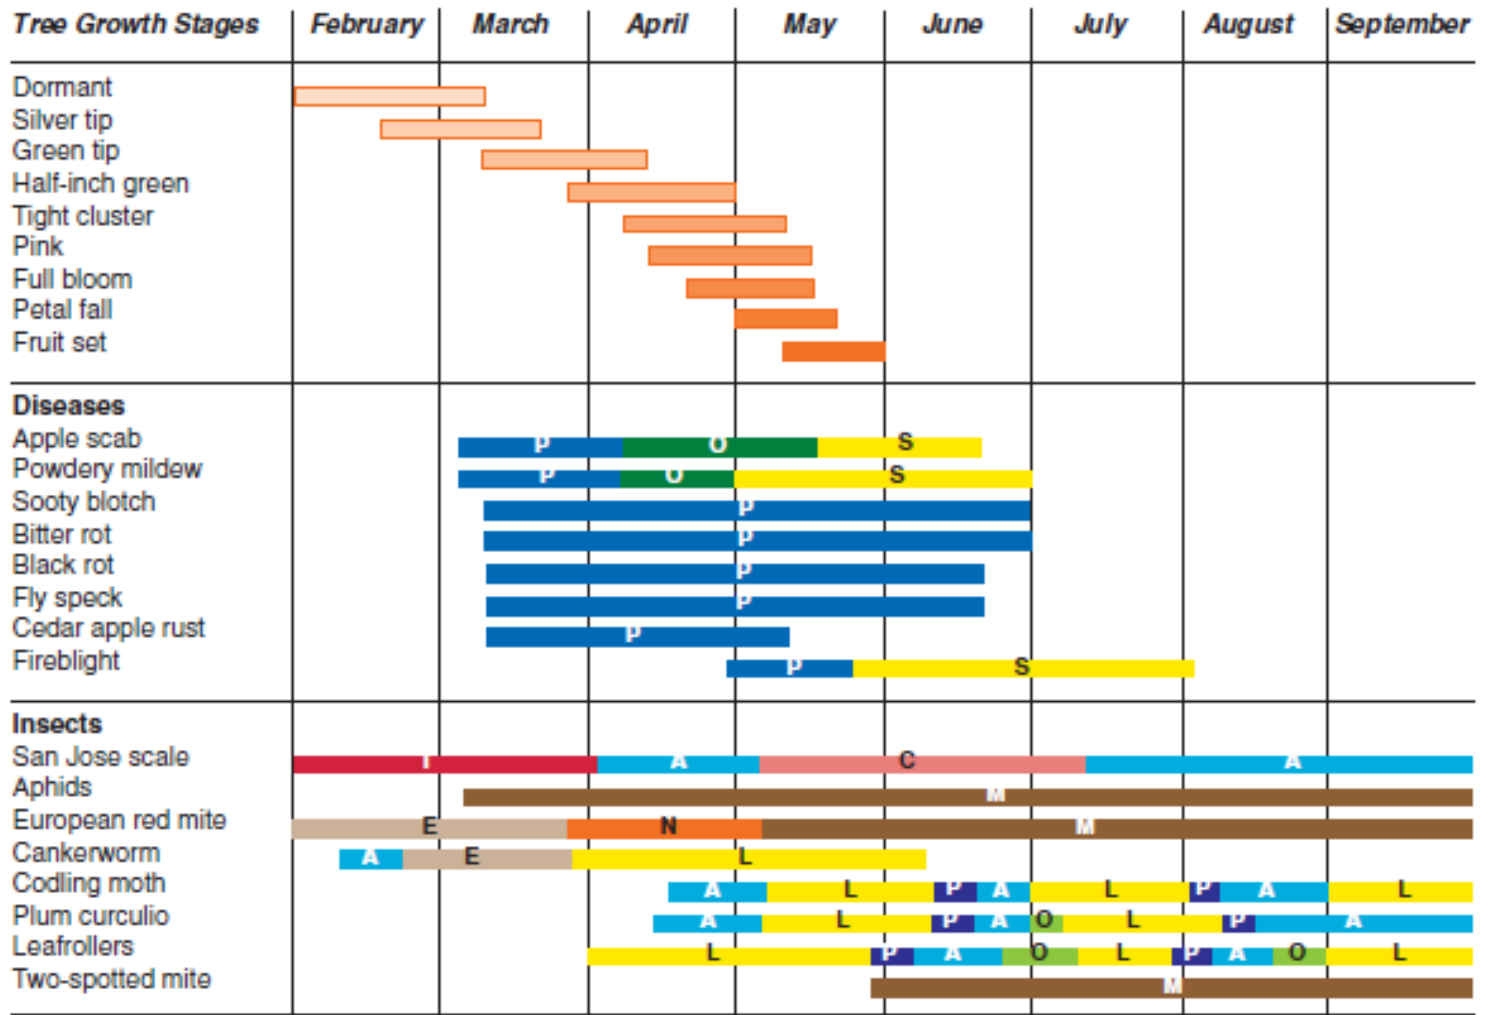 Tree Growth Stages February March April May June July August September
Dormant
Silver tip
Green tip
Half-inch green
Tight cluster
Pink
Full bloom
Petal fall
Fruit set
Diseases
Apple scab P O S
Powdery mildew P O S
Sooty blotch P
Bitter rot P
Black rot P
Fly speck P
Cedar apple rust P
Fireblight P S
Insects
San Jose scale I A C A
Aphids M
European red mite E N M
Cankerworm A E L
Codling moth A L P A L P A L
Plum curculio A L P A O L P A
Leafrollers L P A O L P A O L
Two-spotted mite M